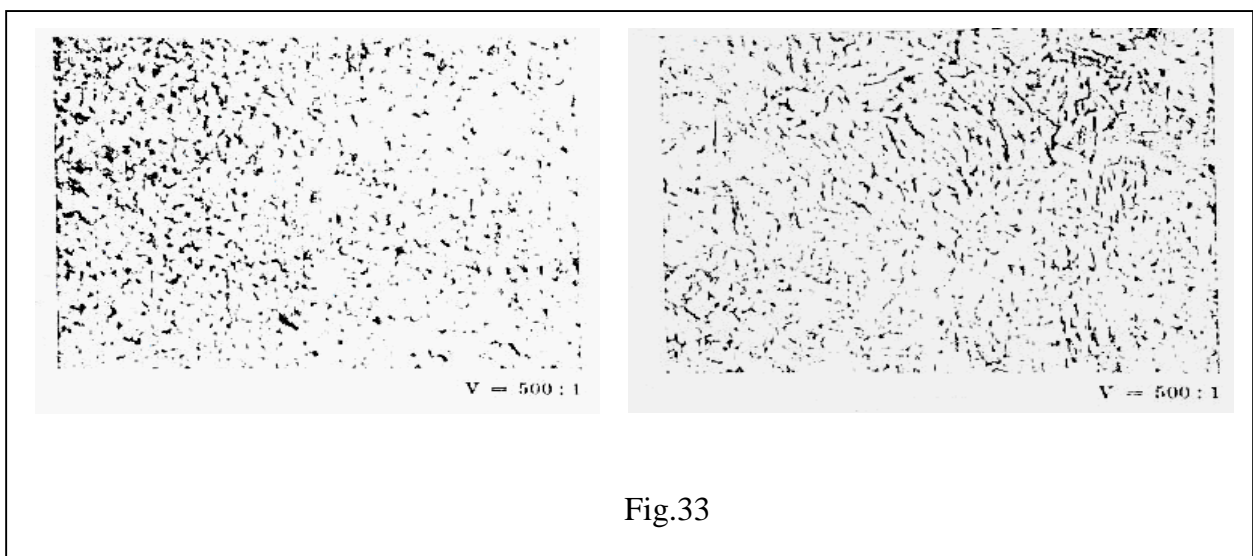 V = 500 : 1
V = 500 : 1
Fig.33